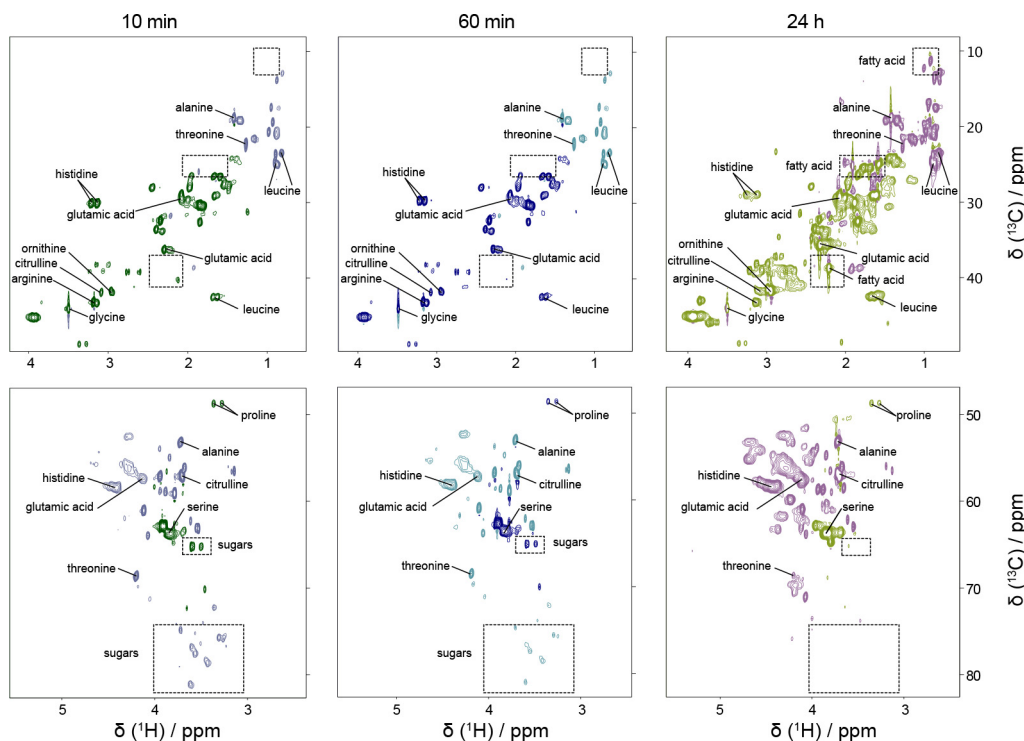 10 min
60 min
24 h
alanine
threonine
histidine
leucine
glutamic acid
ornithine
citrulline
arginine
glutamic acid
glycine
leucine
4
3
2
1
alanine
threonine
histidine
leucine
glutamic acid
ornithine
citrulline
arginine
glutamic acid
glycine
leucine
4
3
2
1
fatty acid
alanine
threonine
fatty acid
histidine
leucine
glutamic acid
ornithine
citrulline
arginine
glutamic acid
fatty acid
glycine
leucine
4
3
2
1
10
20
30
40
δ (¹³C) / ppm
proline
alanine
histidine
citrulline
glutamic acid
serine
sugars
threonine
sugars
5
4
3
δ (¹H) / ppm
proline
alanine
histidine
citrulline
glutamic acid
serine
sugars
threonine
sugars
5
4
3
δ (¹H) / ppm
proline
alanine
histidine
citrulline
glutamic acid
serine
sugars
threonine
sugars
5
4
3
δ (¹H) / ppm
50
60
70
80
δ (¹³C) / ppm